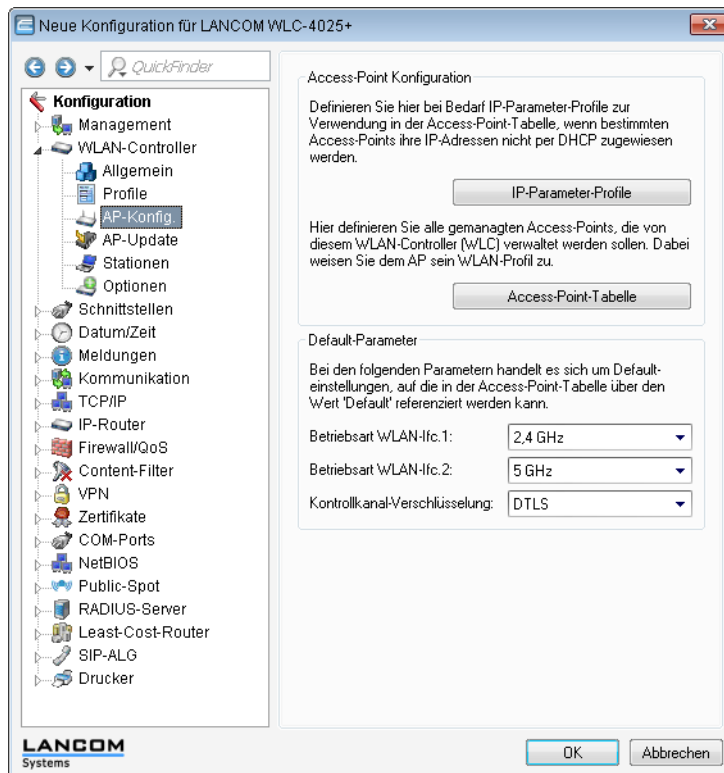 Neue Konfiguration für LANCOM WLC-4025+
QuickFinder
Konfiguration
Management
WLAN-Controller
Allgemein
Profile
AP-Konfig.
AP-Update
Stationen
Optionen
Schnittstellen
Datum/Zeit
Meldungen
Kommunikation
TCP/IP
IP-Router
Firewall/QoS
Content-Filter
VPN
Zertifikate
COM-Ports
NetBIOS
Public-Spot
RADIUS-Server
Least-Cost-Router
SIP-ALG
Drucker
Access-Point Konfiguration
Definieren Sie hier bei Bedarf IP-Parameter-Profile zur
Verwendung in der Access-Point-Tabelle, wenn bestimmten
Access-Points ihre IP-Adressen nicht per DHCP zugewiesen
werden.
IP-Parameter-Profile
Hier definieren Sie alle gemanagten Access-Points, die von
diesem WLAN-Controller (WLC) verwaltet werden sollen. Dabei
weisen Sie dem AP sein WLAN-Profil zu.
Access-Point-Tabelle
Default-Parameter
Bei den folgenden Parametern handelt es sich um Default-
einstellungen, auf die in der Access-Point-Tabelle über den
Wert 'Default' referenziert werden kann.
Betriebsart WLAN-Ifc.1: 2,4 GHz
Betriebsart WLAN-Ifc.2: 5 GHz
Kontrollkanal-Verschlüsselung: DTLS
LANCOM
Systems
OK Abbrechen